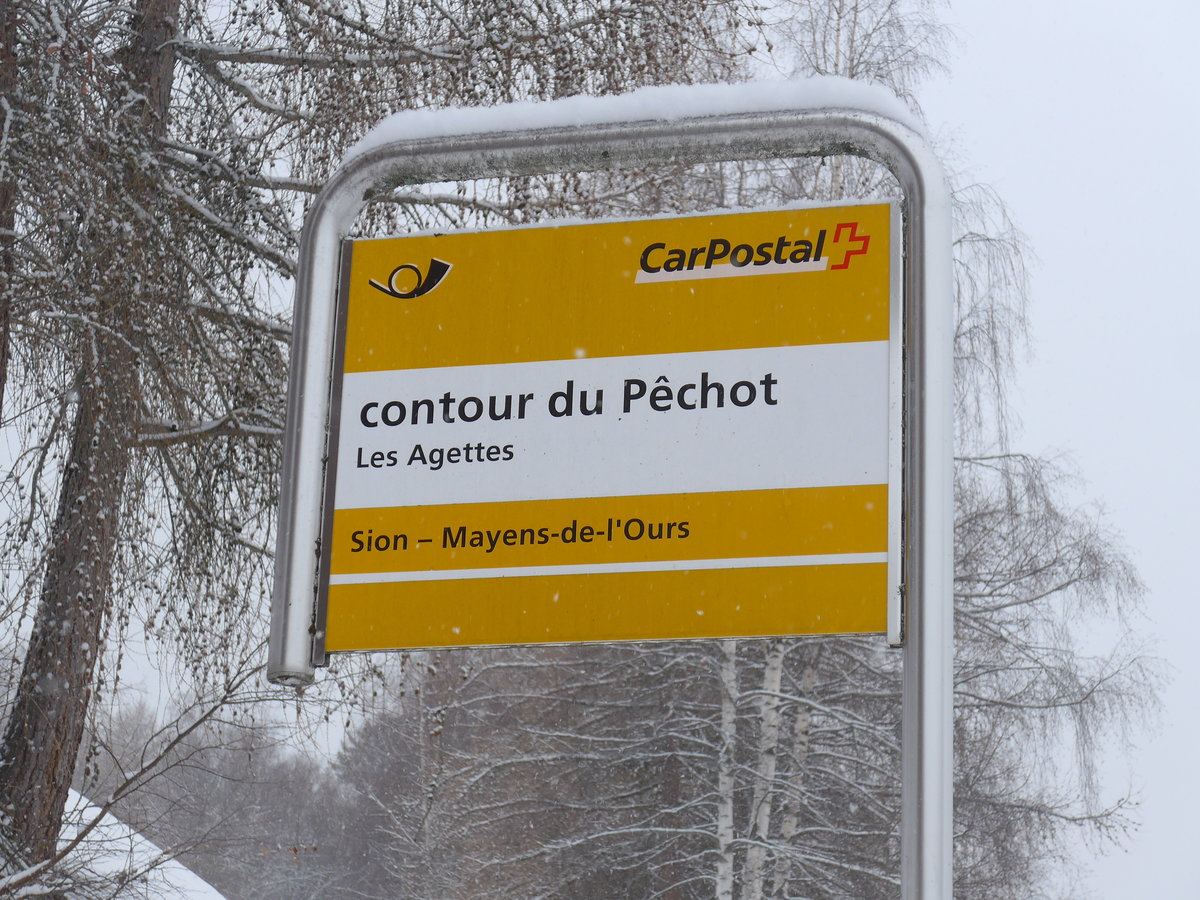 CarPostal
contour du Pêchot
Les Agettes
Sion – Mayens-de-l'Ours